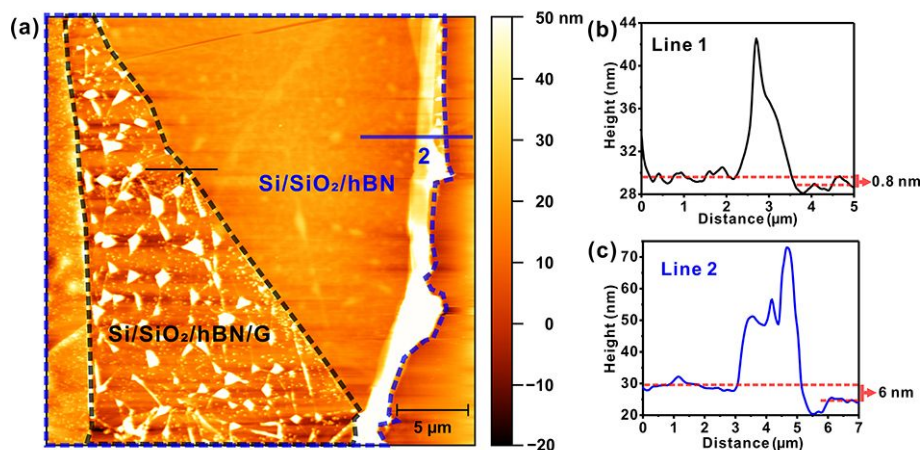 (a)
Si/SiO₂/hBN
1
2
Si/SiO₂/hBN/G
5 μm
50 nm
40
30
20
10
0
−10
−20
(b)
Line 1
Height (nm)
44
40
36
32
28
0 1 2 3 4 5
Distance (μm)
0.8 nm
(c)
Line 2
Height (nm)
70
60
50
40
30
20
0 1 2 3 4 5 6 7
Distance (μm)
6 nm